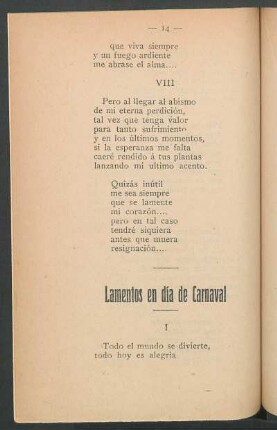 — 14 —
que viva siempre
y un fuego ardiente
me abrase el alma....
VIII
Pero al llegar al abismo
de mi eterna perdición,
tal vez que tenga valor
para tanto sufrimiento
y en los últimos momentos,
si la esperanza me falta
caeré rendido á tus plantas
lanzando mi ultimo acento.
Quizás inútil
me sea siempre
que se lamente
mi corazón....
pero en tal caso
tendré siquiera
antes que muera
resignación...
Lamentos en día de Carnaval
I
Todo el mundo se divierte,
todo hoy es alegria